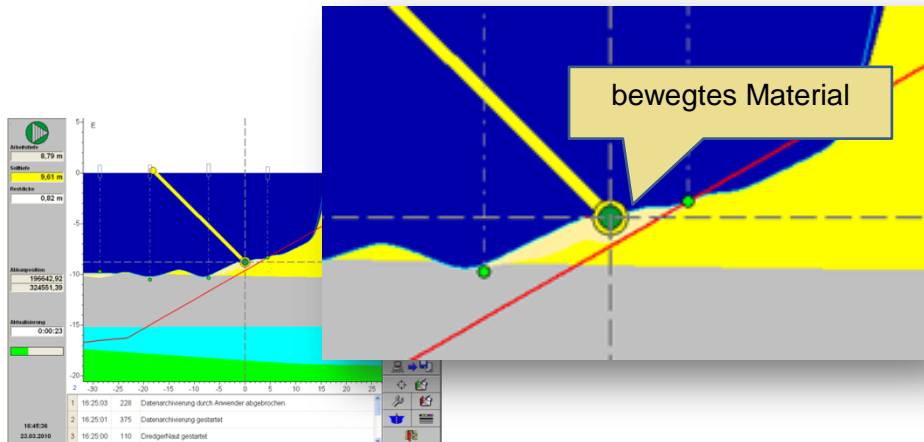 bewegtes Material
Arbeitstiefe
8,79 m
Solltiefe
9,61 m
Restdicke
0,82 m
Abbauposition
196642,92
324551,39
Aktualisierung
0:00:23
16:45:36
23.03.2010
E
5
0
-5
-10
-15
-20
2 -30 -25 -20 -15 -10 -5 0 5 10 15 20 25
1 16:25:03 228 Datenarchivierung durch Anwender abgebrochen.
2 16:25:01 375 Datenarchivierung gestartet
3 16:25:00 110 DredgerNaut gestartet